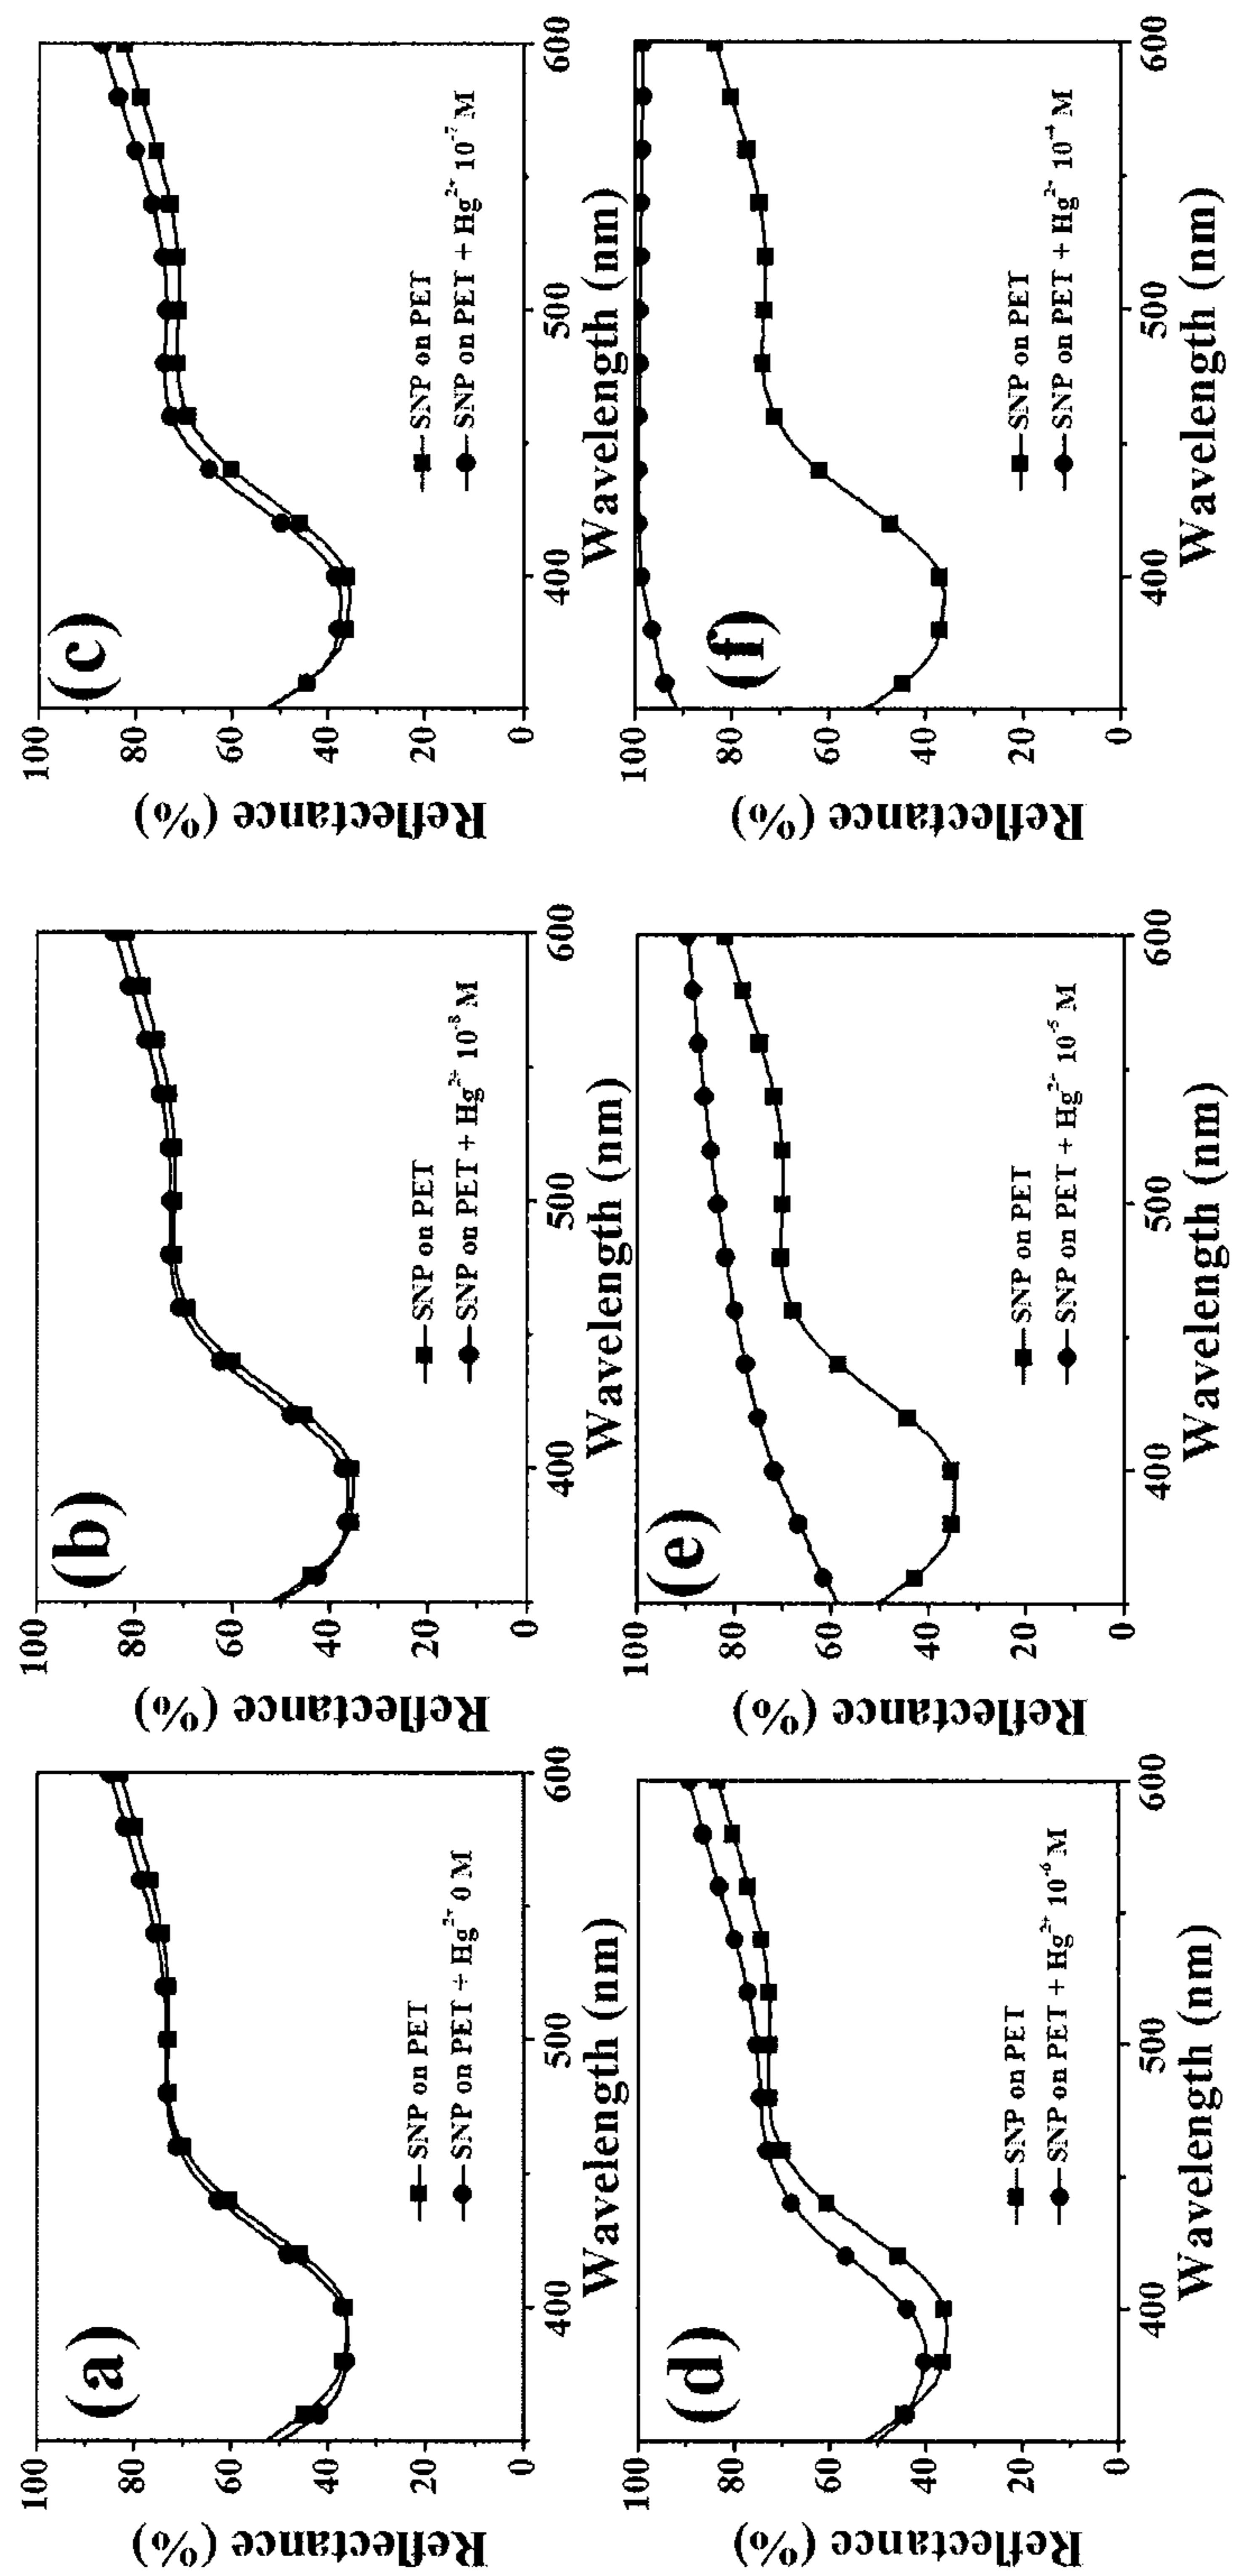 (a)
Reflectance (%)
100
80
60
40
20
0
400
500
600
Wavelength (nm)
SNP on PET
SNP on PET + Hg²⁺ 0 M
(b)
Reflectance (%)
100
80
60
40
20
0
400
500
600
Wavelength (nm)
SNP on PET
SNP on PET + Hg²⁺ 10⁻⁸ M
(c)
Reflectance (%)
100
80
60
40
20
0
400
500
600
Wavelength (nm)
SNP on PET
SNP on PET + Hg²⁺ 10⁻⁷ M
(d)
Reflectance (%)
100
80
60
40
20
0
400
500
600
Wavelength (nm)
SNP on PET
SNP on PET + Hg²⁺ 10⁻⁶ M
(e)
Reflectance (%)
100
80
60
40
20
0
400
500
600
Wavelength (nm)
SNP on PET
SNP on PET + Hg²⁺ 10⁻⁵ M
(f)
Reflectance (%)
100
80
60
40
20
0
400
500
600
Wavelength (nm)
SNP on PET
SNP on PET + Hg²⁺ 10⁻⁴ M